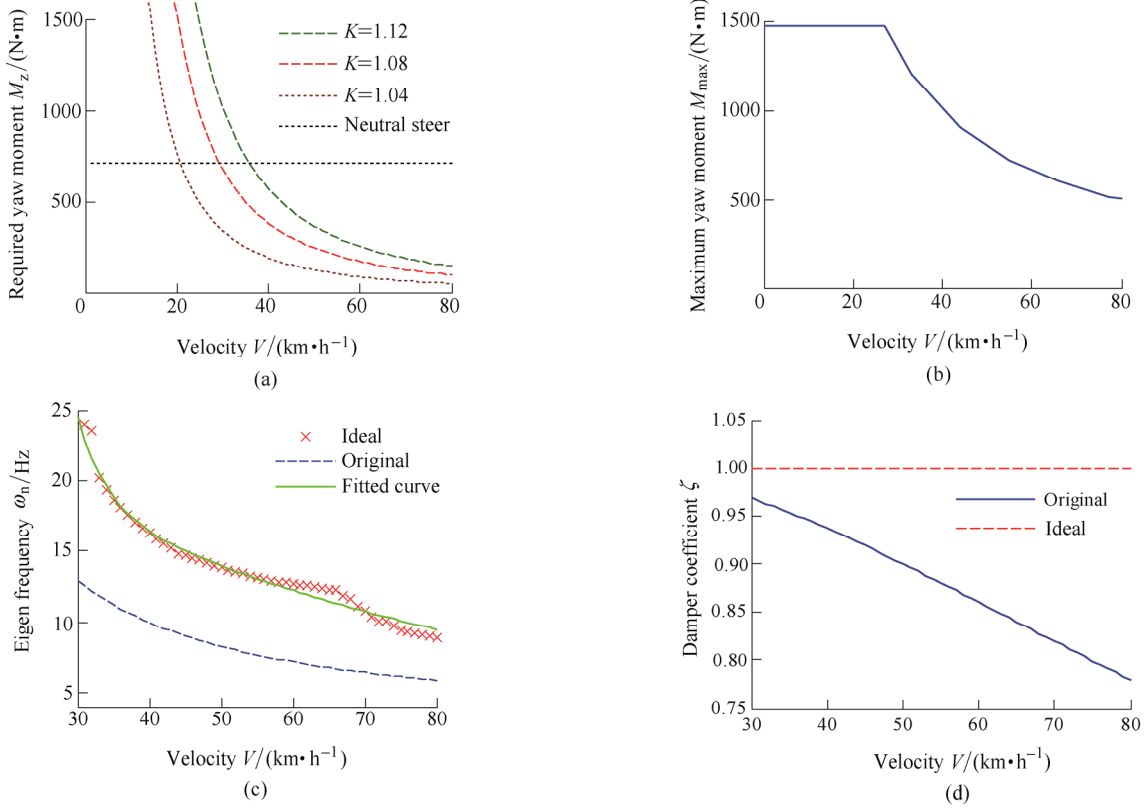 Required yaw moment M_z/(N•m)
1500
1000
500
0
20
40
60
80
K=1.12
K=1.08
K=1.04
Neutral steer
Velocity V/(km•h⁻¹)
(a)
Maximum yaw moment M_max/(N•m)
1500
1000
500
0
20
40
60
80
Velocity V/(km•h⁻¹)
(b)
Eigen frequency ω_n/Hz
25
20
15
10
5
30
40
50
60
70
80
Ideal
Original
Fitted curve
Velocity V/(km•h⁻¹)
(c)
Damper coefficient ζ
1.05
1.00
0.95
0.90
0.85
0.80
0.75
30
40
50
60
70
80
Original
Ideal
Velocity V/(km•h⁻¹)
(d)